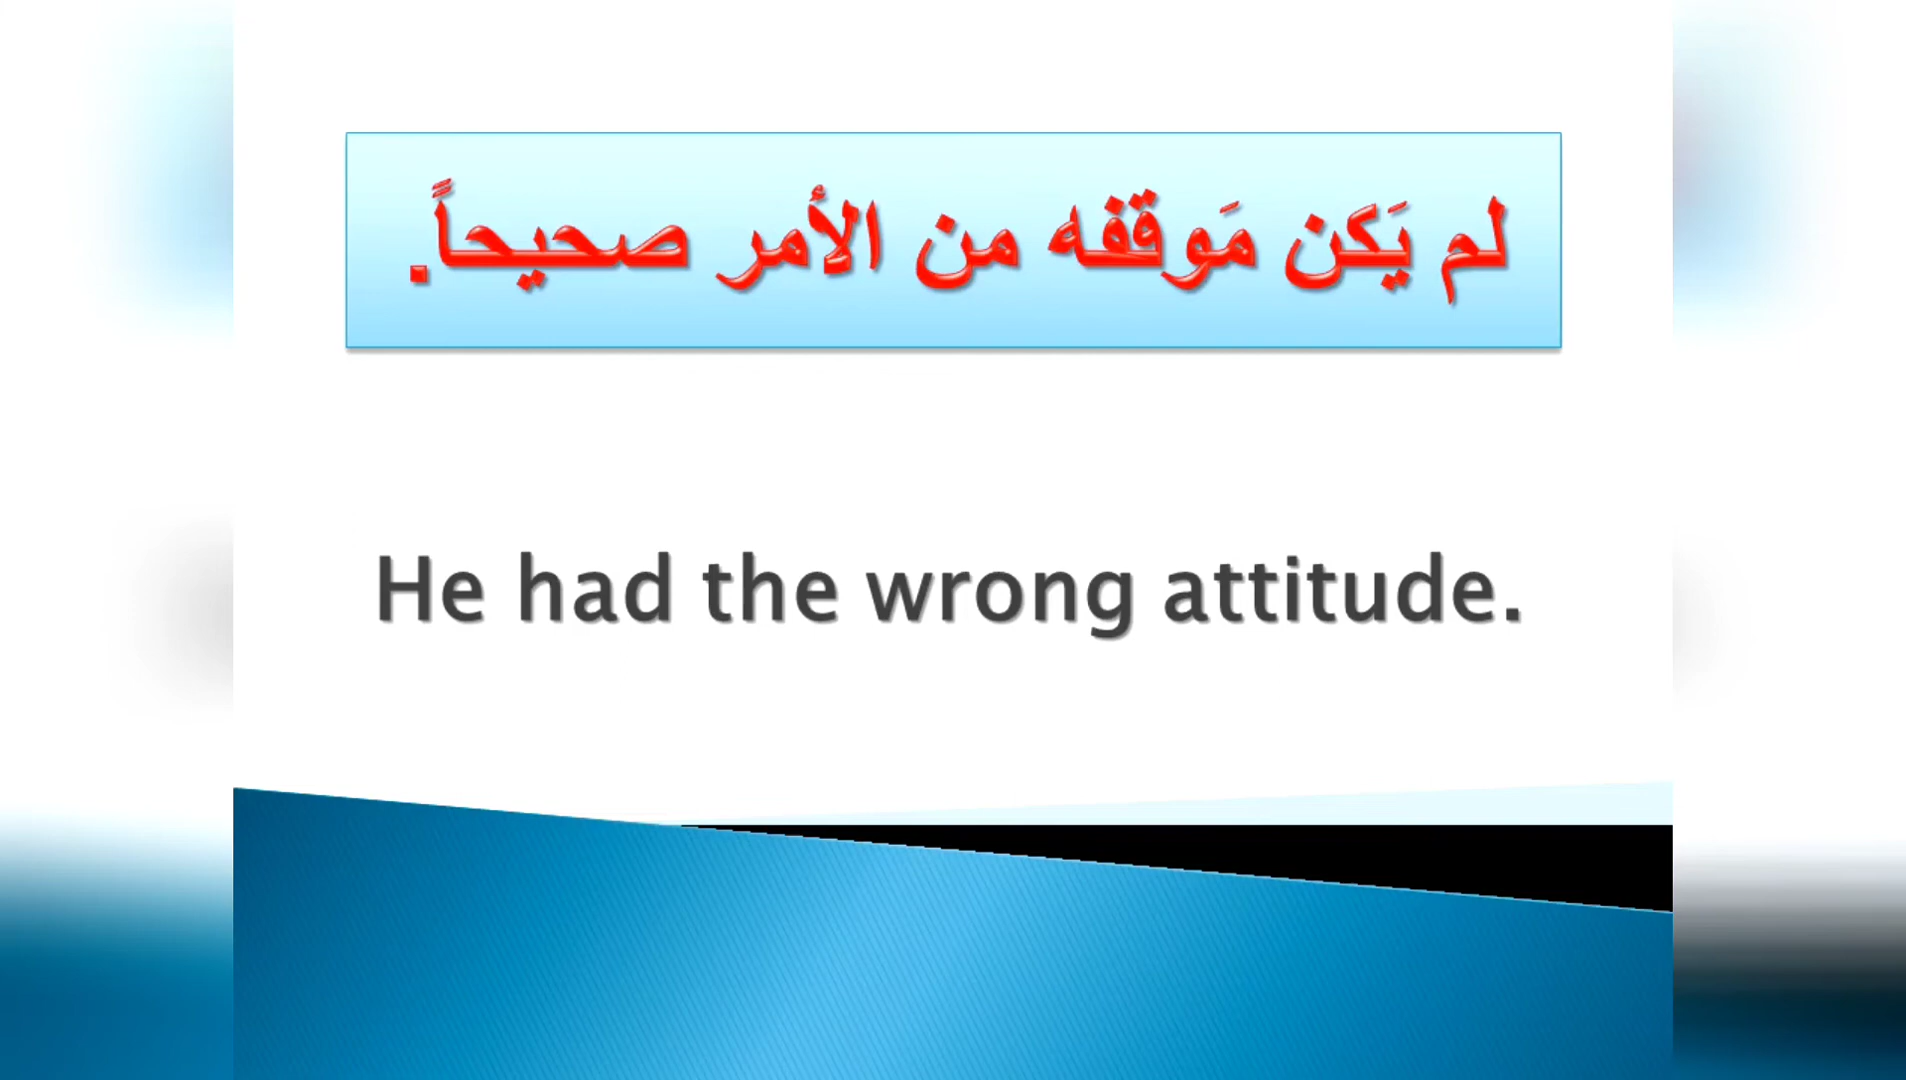 لم يَكن مَوقفه من الأمر صحيحاً.
He had the wrong attitude.